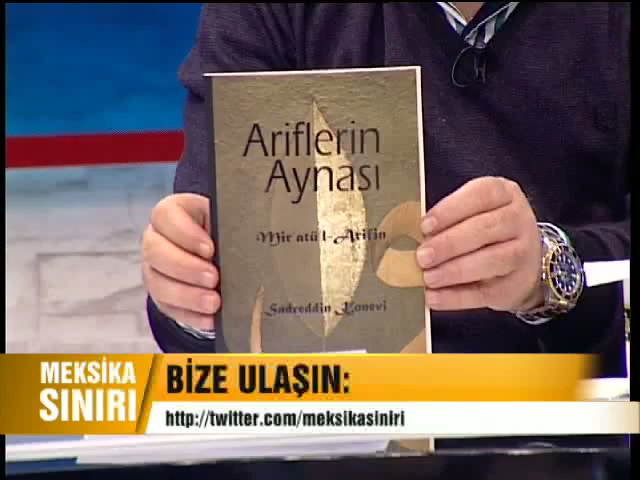 Ariflerin
Aynası
Mir'atü'l-Arifin
Sadreddin Konevi
MEKSİKA
SINIRI
BİZE ULAŞIN:
http://twitter.com/meksikasiniri